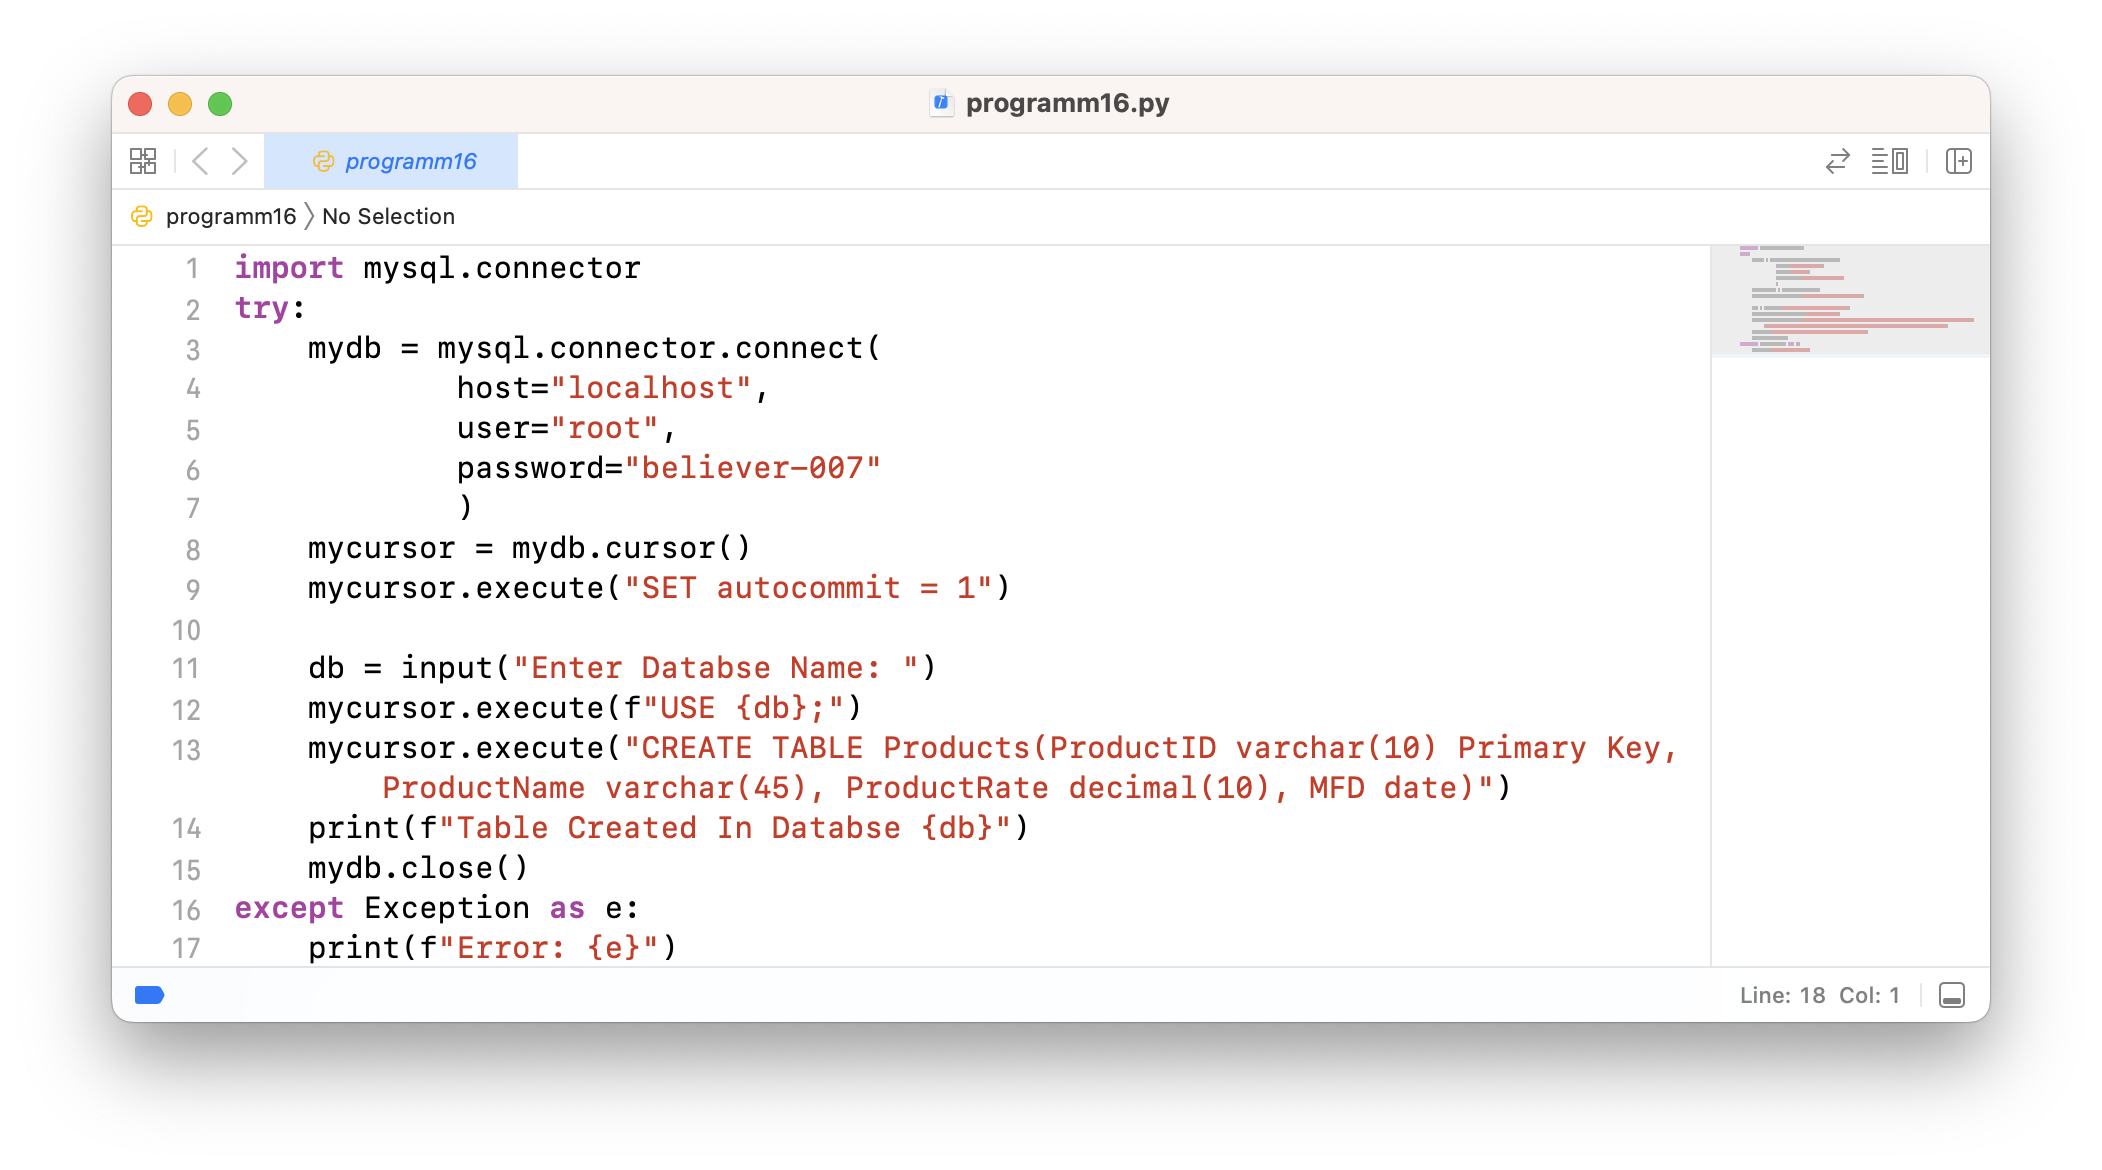 programm16.py
programm16
programm16 〉 No Selection
1 import mysql.connector
2 try:
3     mydb = mysql.connector.connect(
4             host="localhost",
5             user="root",
6             password="believer-007"
7             )
8     mycursor = mydb.cursor()
9     mycursor.execute("SET autocommit = 1")
10
11     db = input("Enter Databse Name: ")
12     mycursor.execute(f"USE {db};")
13     mycursor.execute("CREATE TABLE Products(ProductID varchar(10) Primary Key,
        ProductName varchar(45), ProductRate decimal(10), MFD date)")
14     print(f"Table Created In Databse {db}")
15     mydb.close()
16 except Exception as e:
17     print(f"Error: {e}")
Line: 18 Col: 1